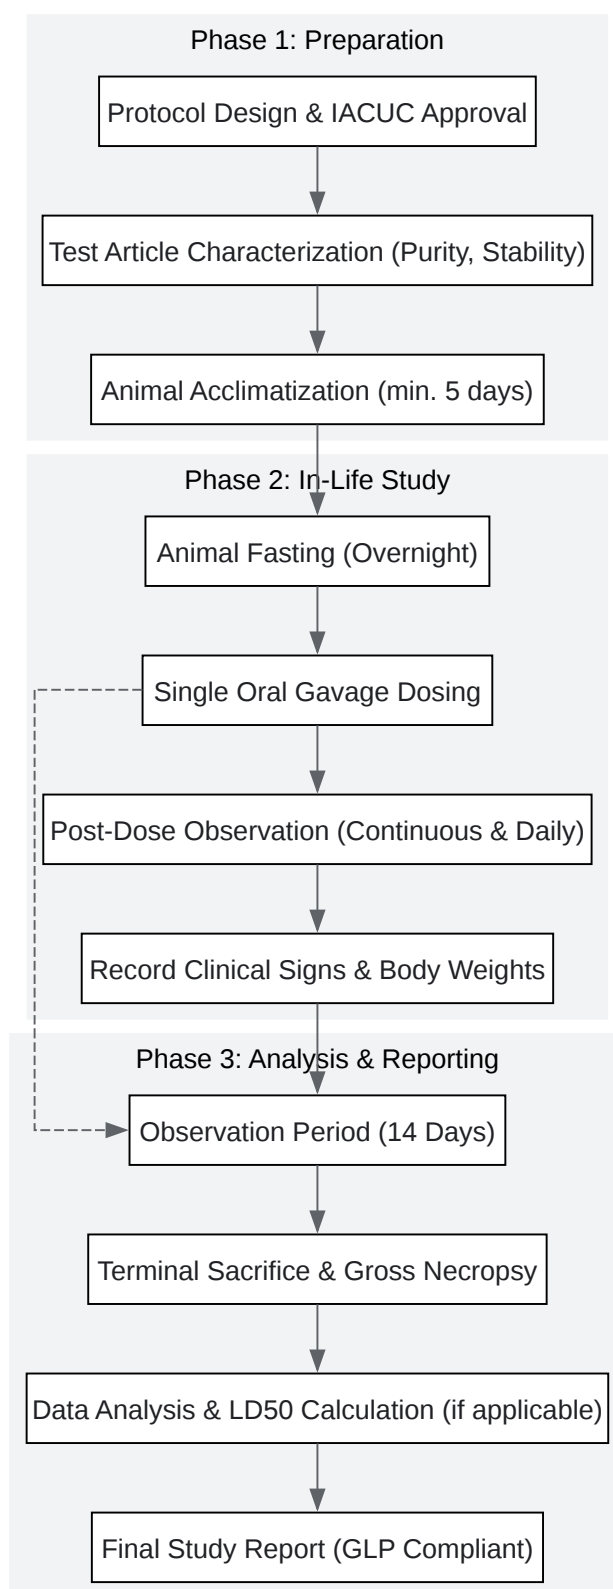 Phase 1: Preparation
Protocol Design & IACUC Approval
Test Article Characterization (Purity, Stability)
Animal Acclimatization (min. 5 days)
Phase 2: In-Life Study
Animal Fasting (Overnight)
Single Oral Gavage Dosing
Post-Dose Observation (Continuous & Daily)
Record Clinical Signs & Body Weights
Phase 3: Analysis & Reporting
Observation Period (14 Days)
Terminal Sacrifice & Gross Necropsy
Data Analysis & LD50 Calculation (if applicable)
Final Study Report (GLP Compliant)